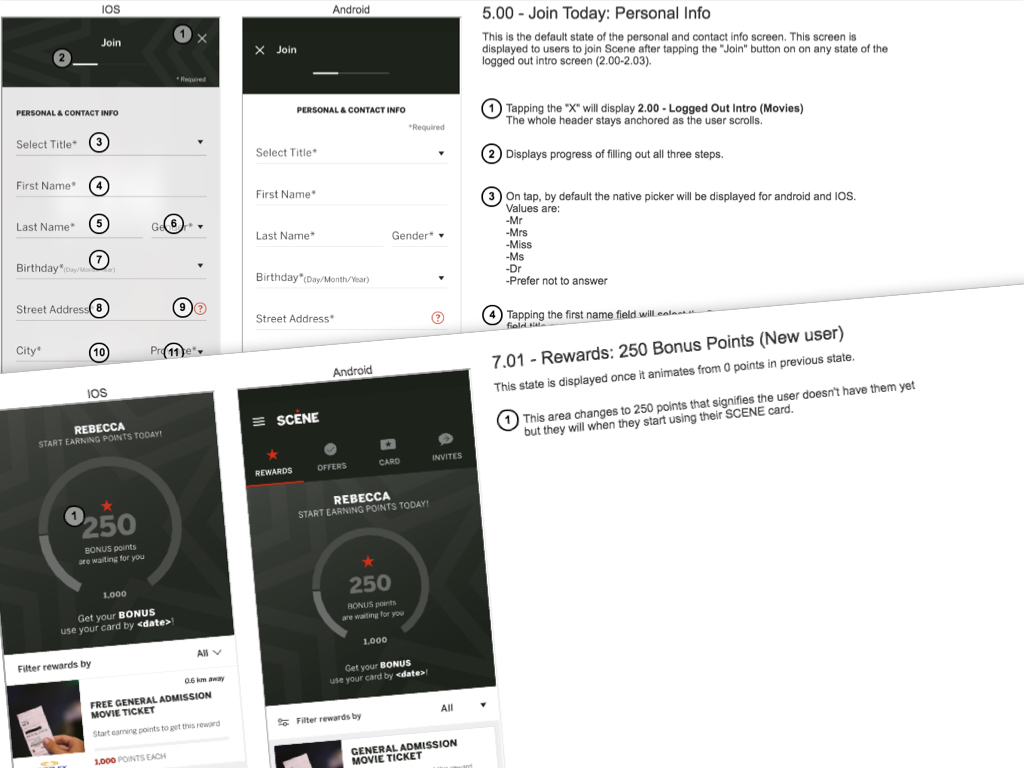 IOS
Android
5.00 - Join Today: Personal Info
This is the default state of the personal and contact info screen. This screen is
displayed to users to join Scene after tapping the "Join" button on on any state of the
logged out intro screen (2.00-2.03).
1 Tapping the "X" will display 2.00 - Logged Out Intro (Movies)
The whole header stays anchored as the user scrolls.
2 Displays progress of filling out all three steps.
3 On tap, by default the native picker will be displayed for android and IOS.
Values are:
-Mr
-Mrs
-Miss
-Ms
-Dr
-Prefer not to answer
4 Tapping the first name field will select the
field title
Join
1
2
* Required
PERSONAL & CONTACT INFO
Select Title* 3
First Name* 4
Last Name* 5
Gender* 6
Birthday* (Day/Month/Year) 7
Street Address 8
9 ?
City* 10
11
Join
PERSONAL & CONTACT INFO
*Required
Select Title*
First Name*
Last Name*
Gender*
Birthday*(Day/Month/Year)
Street Address* ?
7.01 - Rewards: 250 Bonus Points (New user)
This state is displayed once it animates from 0 points in previous state.
1 This area changes to 250 points that signifies the user doesn't have them yet
but they will when they start using their SCENE card.
IOS
REBECCA
START EARNING POINTS TODAY!
1
250
BONUS points
are waiting for you
1,000
Get your BONUS
use your card by <date>!
Filter rewards by
All
0.6 km away
FREE GENERAL ADMISSION
MOVIE TICKET
Start earning points to get this reward
1,000 POINTS EACH
Android
SCENE
REWARDS
OFFERS
CARD
INVITES
REBECCA
START EARNING POINTS TODAY!
250
BONUS points
are waiting for you
1,000
Get your BONUS
use your card by <date>!
Filter rewards by
All
GENERAL ADMISSION
MOVIE TICKET